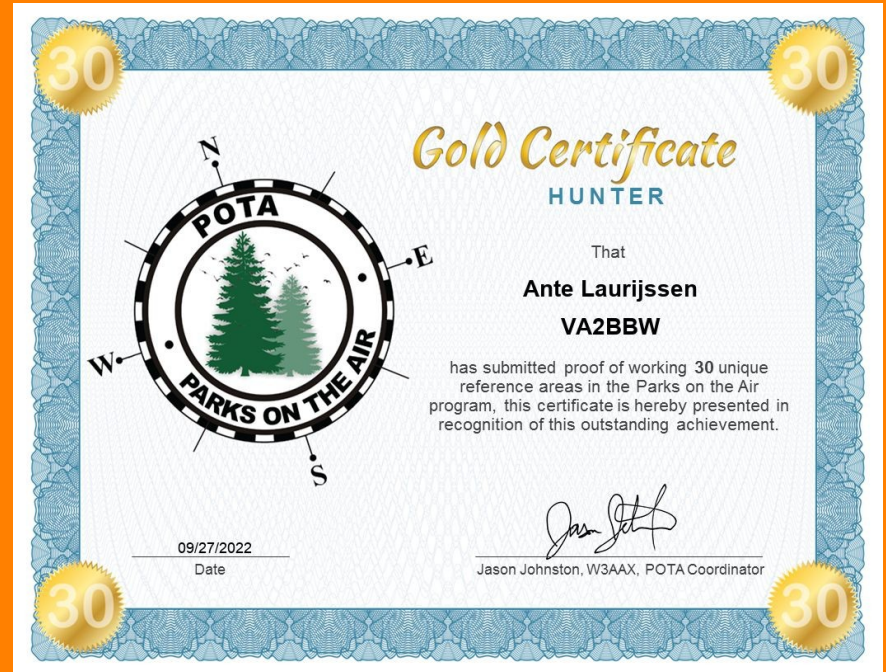 30
30
Gold Certificate
HUNTER
N
E
S
W
POTA
PARKS ON THE AIR
That
Ante Laurijssen
VA2BBW
has submitted proof of working 30 unique
reference areas in the Parks on the Air
program, this certificate is hereby presented in
recognition of this outstanding achievement.
09/27/2022
Date
Jason Johnston, W3AAX, POTA Coordinator
30
30